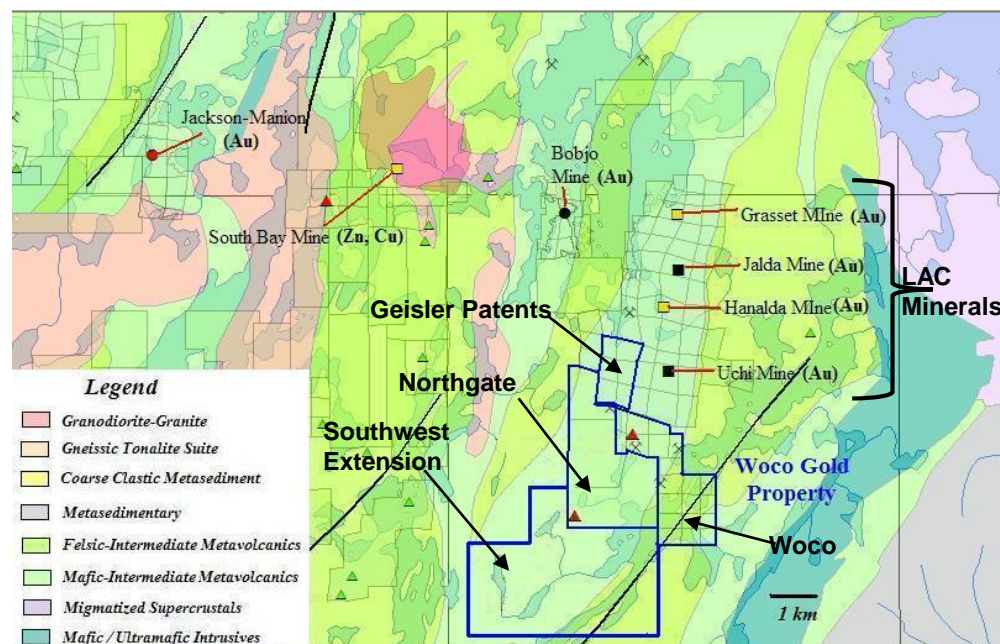 Jackson-Manion
(Au)
Bobjo
Mine (Au)
South Bay Mine (Zn, Cu)
Grasset MIne (Au)
Jalda Mine (Au)
Hanalda MIne (Au)
Uchi Mine (Au)
LAC
Minerals
Geisler Patents
Northgate
Southwest
Extension
Woco Gold
Property
Woco
1 km
Legend
Granodiorite-Granite
Gneissic Tonalite Suite
Coarse Clastic Metasediment
Metasedimentary
Felsic-Intermediate Metavolcanics
Mafic-Intermediate Metavolcanics
Migmatized Supercrustals
Mafic / Ultramafic Intrusives